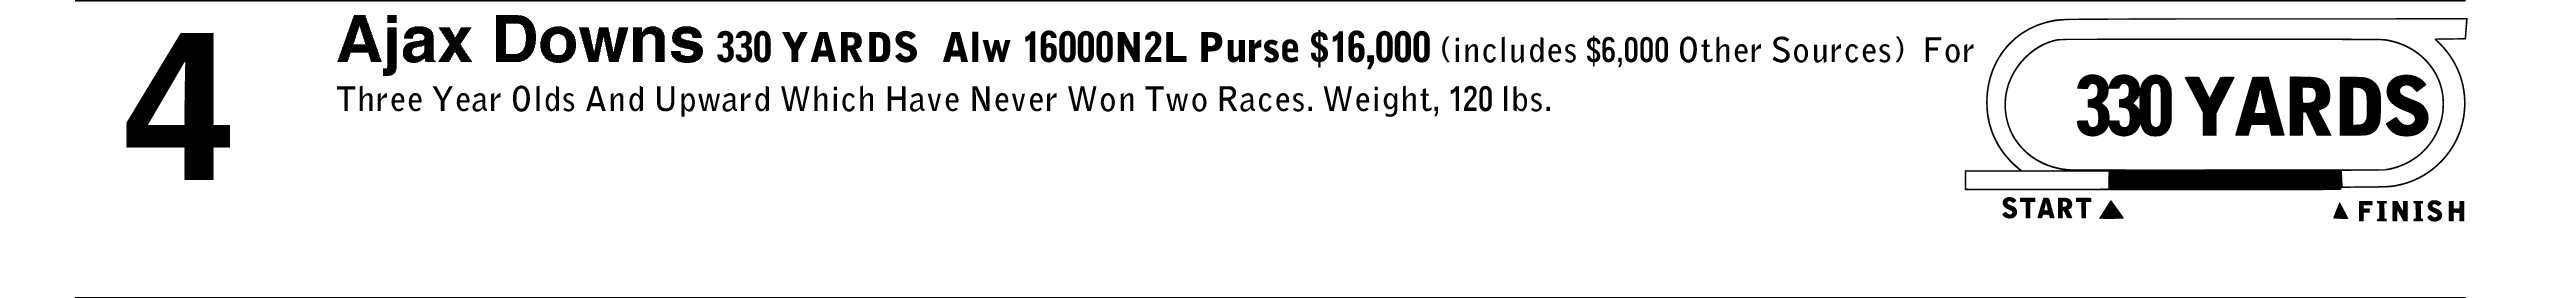 4
Ajax Downs 330 YARDS Alw 16000N2L Purse $16,000 (includes $6,000 Other Sources) For
Three Year Olds And Upward Which Have Never Won Two Races. Weight, 120 lbs.
330 YARDS
START ▲ ▲ FINISH